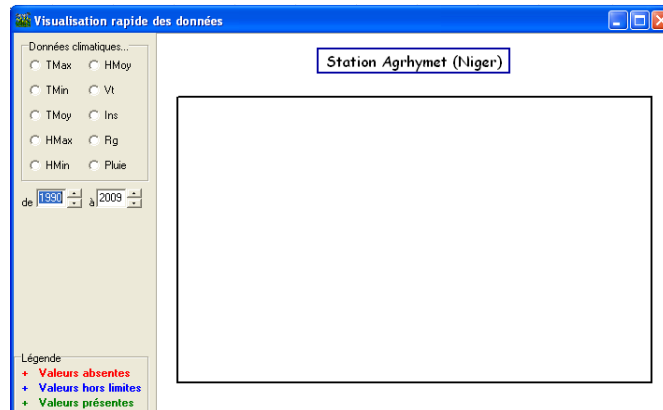 Visualisation rapide des données
Données climatiques...
TMax HMoy
TMin Vt
TMoy Ins
HMax Rg
HMin Pluie
de 1990 à 2009
Légende
+ Valeurs absentes
+ Valeurs hors limites
+ Valeurs présentes
Station Agrhymet (Niger)